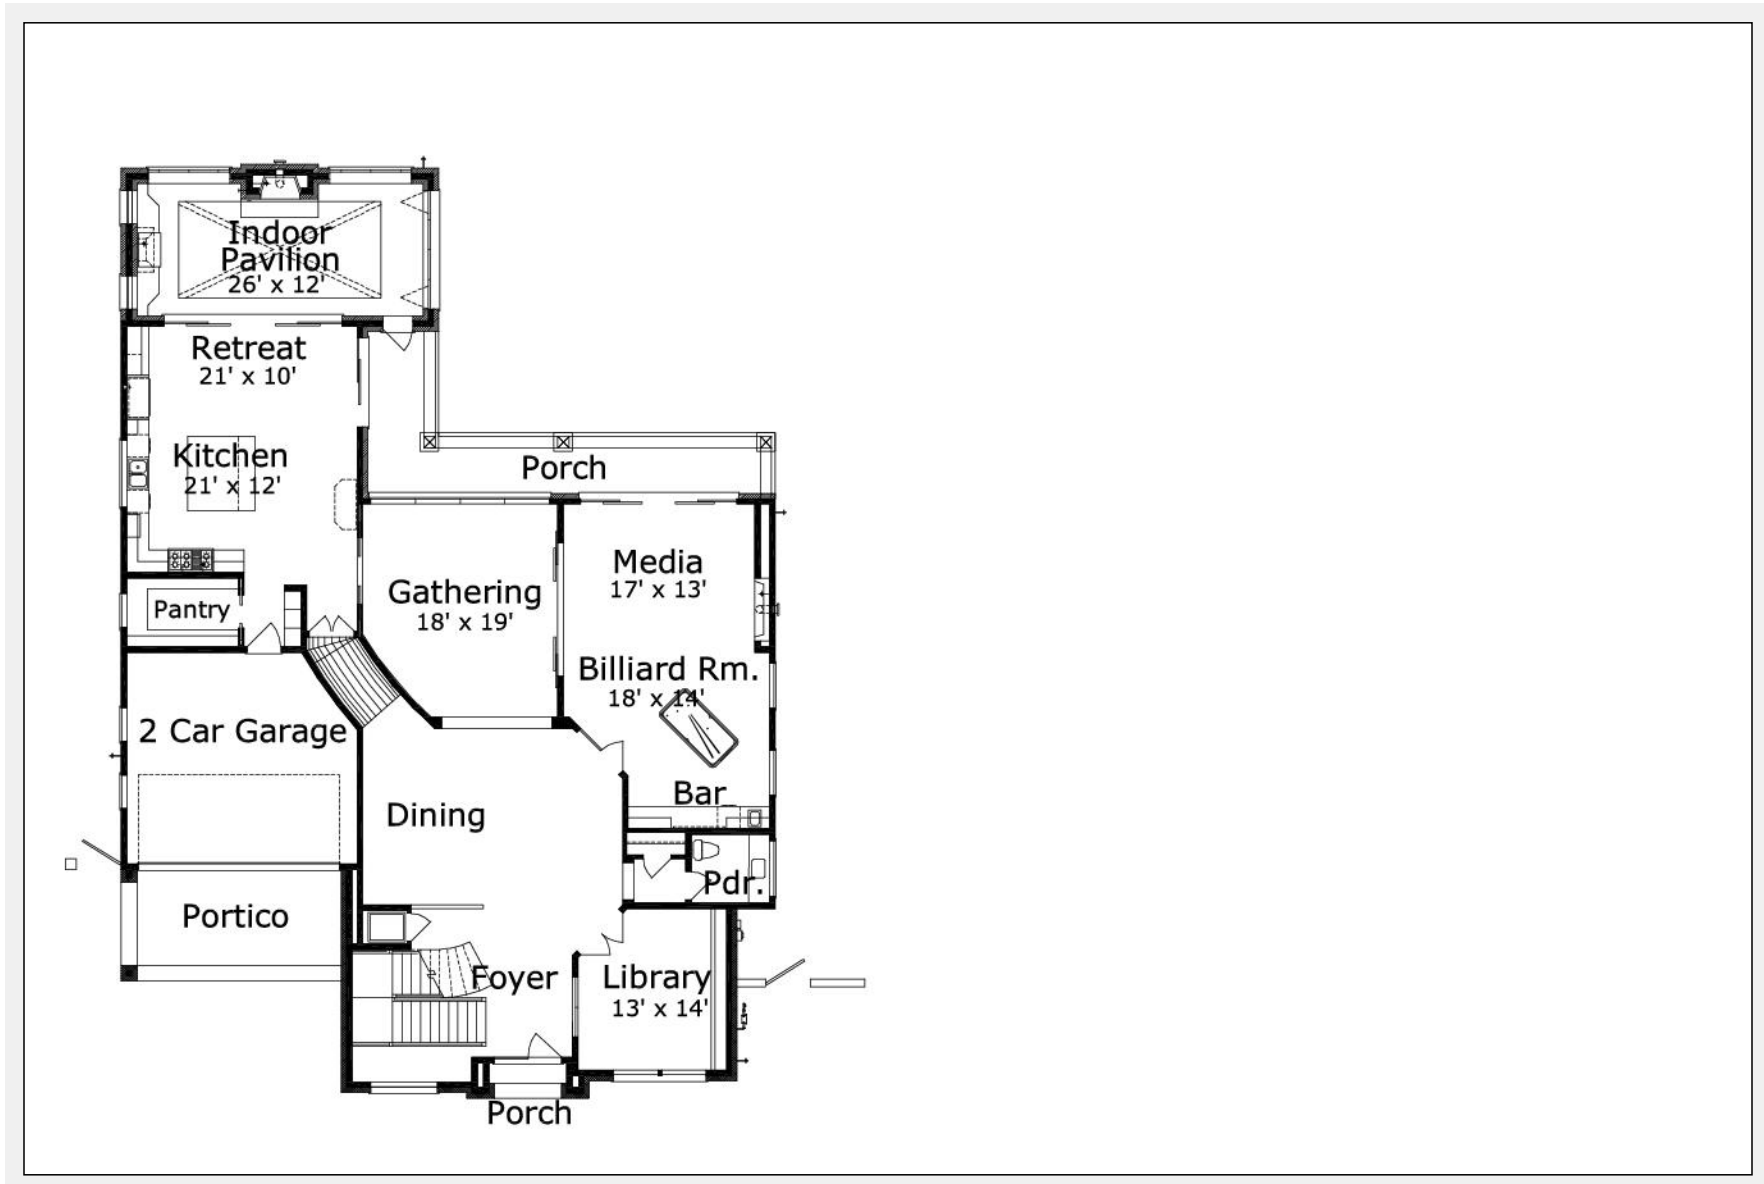 Indoor
Pavilion
26' x 12'
Retreat
21' x 10'
Kitchen
21' x 12'
Porch
Media
17' x 13'
Gathering
18' x 19'
Pantry
Billiard Rm.
18' x 14'
2 Car Garage
Bar
Dining
Pdr.
Portico
Foyer
Library
13' x 14'
Porch